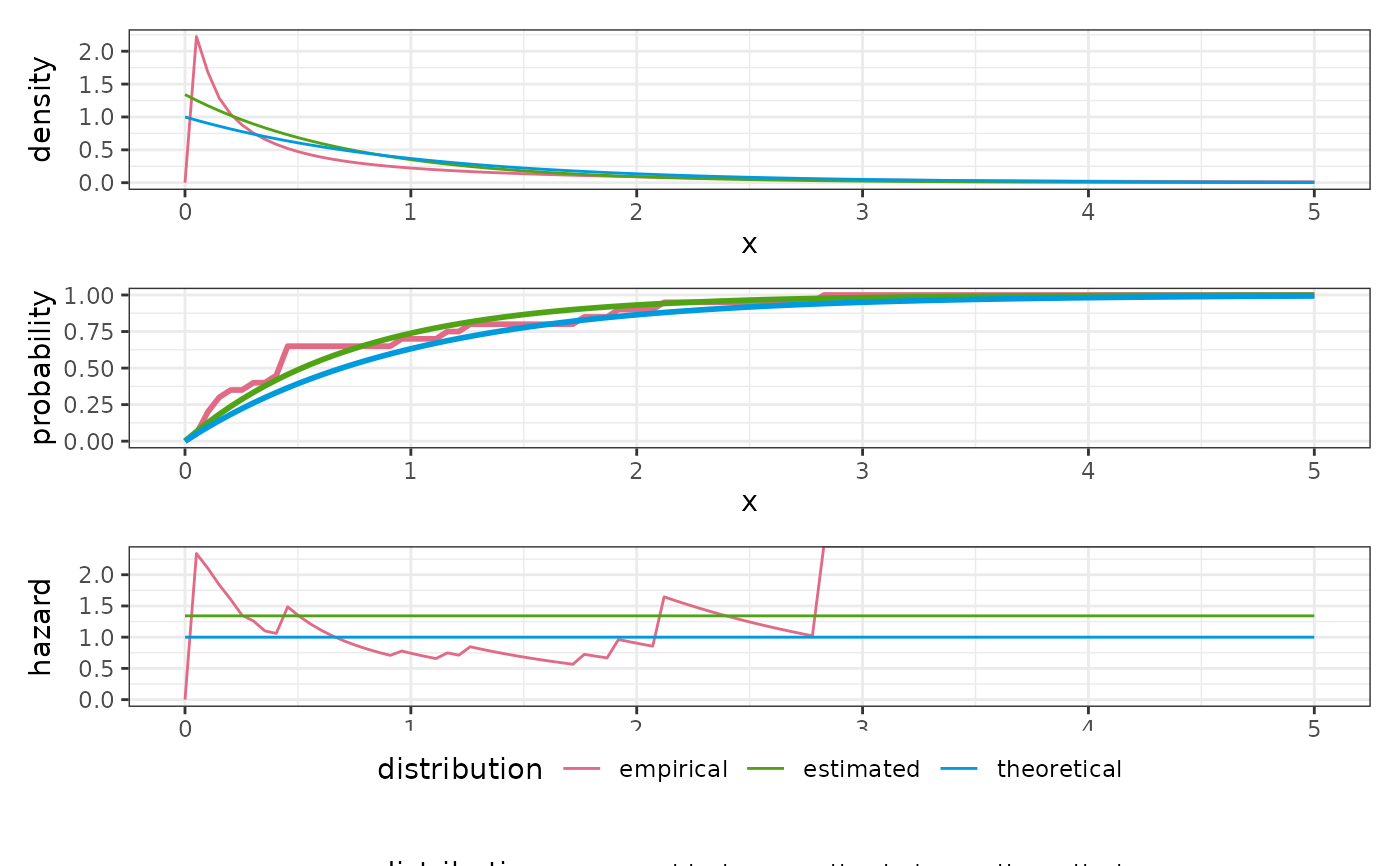 density
2.0
1.5
1.0
0.5
0.0
0 1 2 3 4 5
x
probability
1.00
0.75
0.50
0.25
0.00
0 1 2 3 4 5
x
hazard
2.0
1.5
1.0
0.5
0.0
0 1 2 3 4 5
distribution empirical estimated theoretical